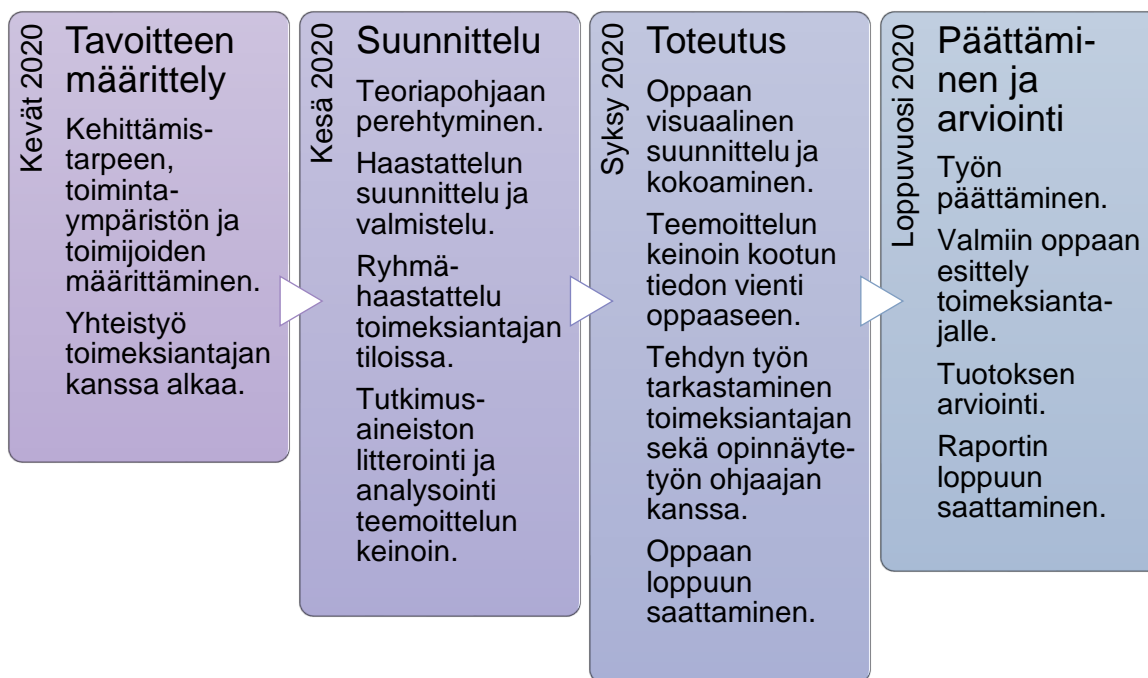 Kevät 2020
Tavoitteen
määrittely
Kehittämis-
tarpeen,
toiminta-
ympäristön ja
toimijoiden
määrittäminen.
Yhteistyö
toimeksiantajan
kanssa alkaa.
Kesä 2020
Suunnittelu
Teoriapohjaan
perehtyminen.
Haastattelun
suunnittelu ja
valmistelu.
Ryhmä-
haastattelu
toimeksiantajan
tiloissa.
Tutkimus-
aineiston
litterointi ja
analysointi
teemoittelun
keinoin.
Syksy 2020
Toteutus
Oppaan
visuaalinen
suunnittelu ja
kokoaminen.
Teemoittelun
keinoin kootun
tiedon vienti
oppaaseen.
Tehdyn työn
tarkastaminen
toimeksiantajan
sekä opinnäyte-
työn ohjaajan
kanssa.
Oppaan
loppuun
saattaminen.
Loppuvuosi 2020
Päättämi-
nen ja
arviointi
Työn
päättäminen.
Valmiin oppaan
esittely
toimeksianta-
jalle.
Tuotoksen
arviointi.
Raportin
loppuun
saattaminen.